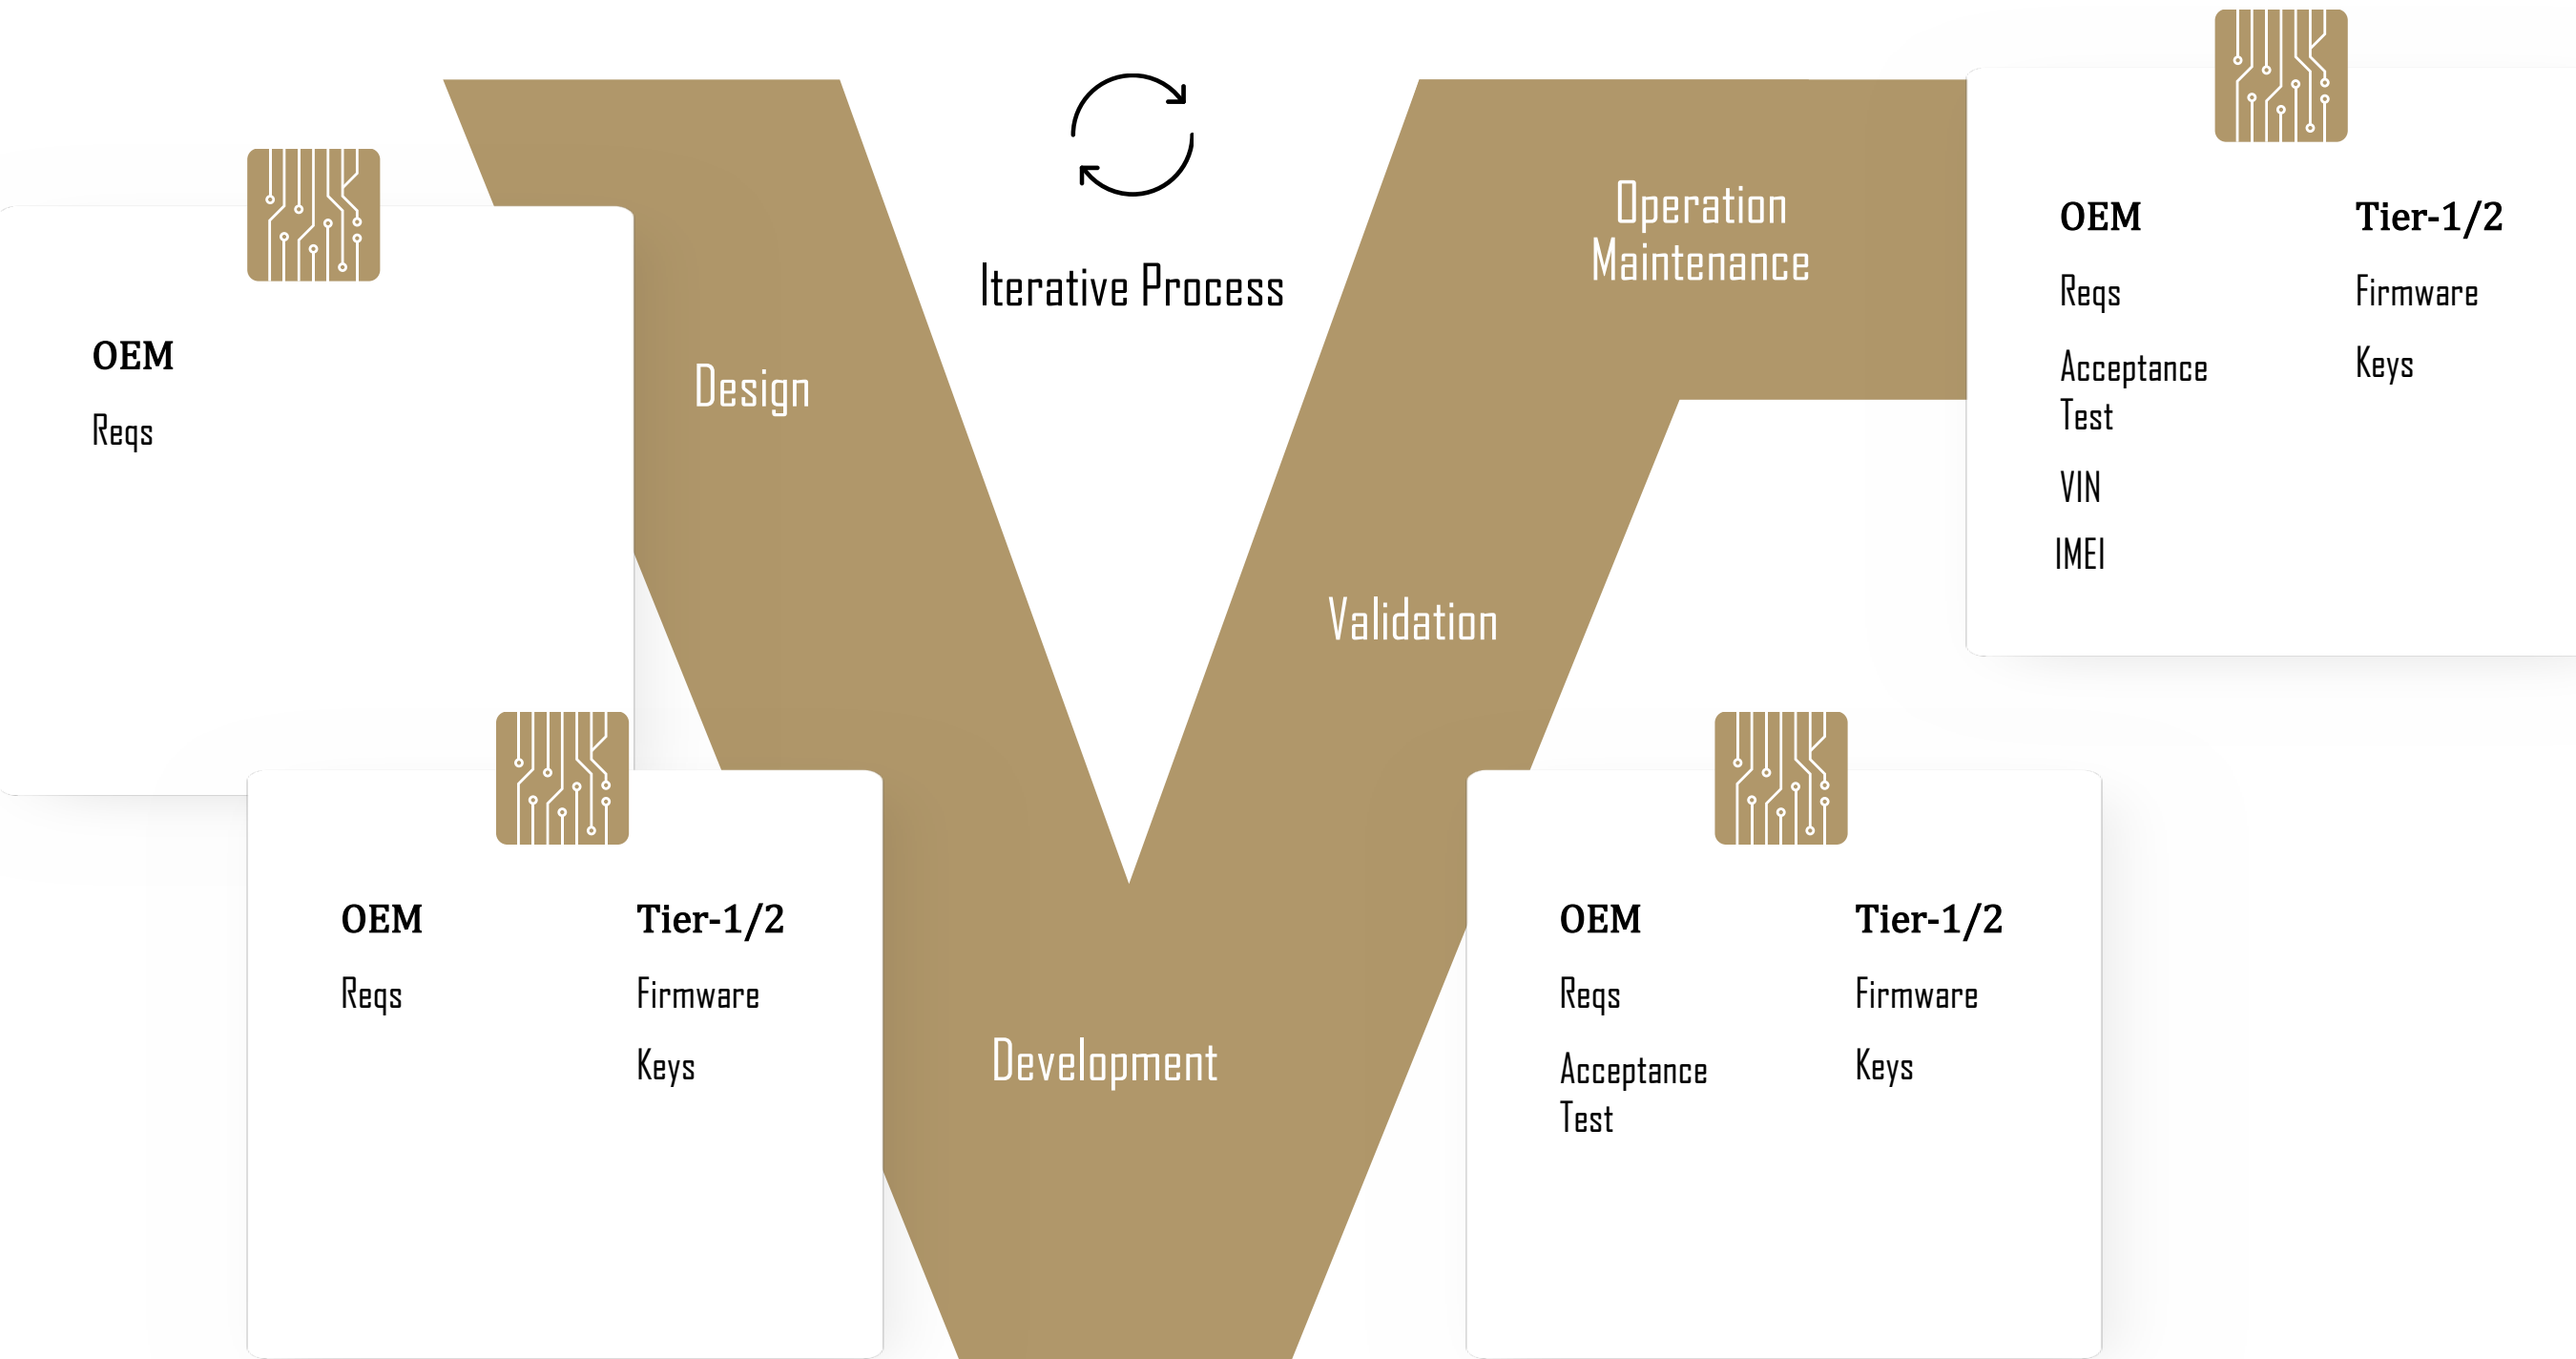 Iterative Process
Design
OEM
Reqs
Development
OEM
Reqs
Tier-1/2
Firmware
Keys
Validation
OEM
Reqs
Acceptance
Test
Tier-1/2
Firmware
Keys
Operation
Maintenance
OEM
Reqs
Acceptance
Test
VIN
IMEI
Tier-1/2
Firmware
Keys